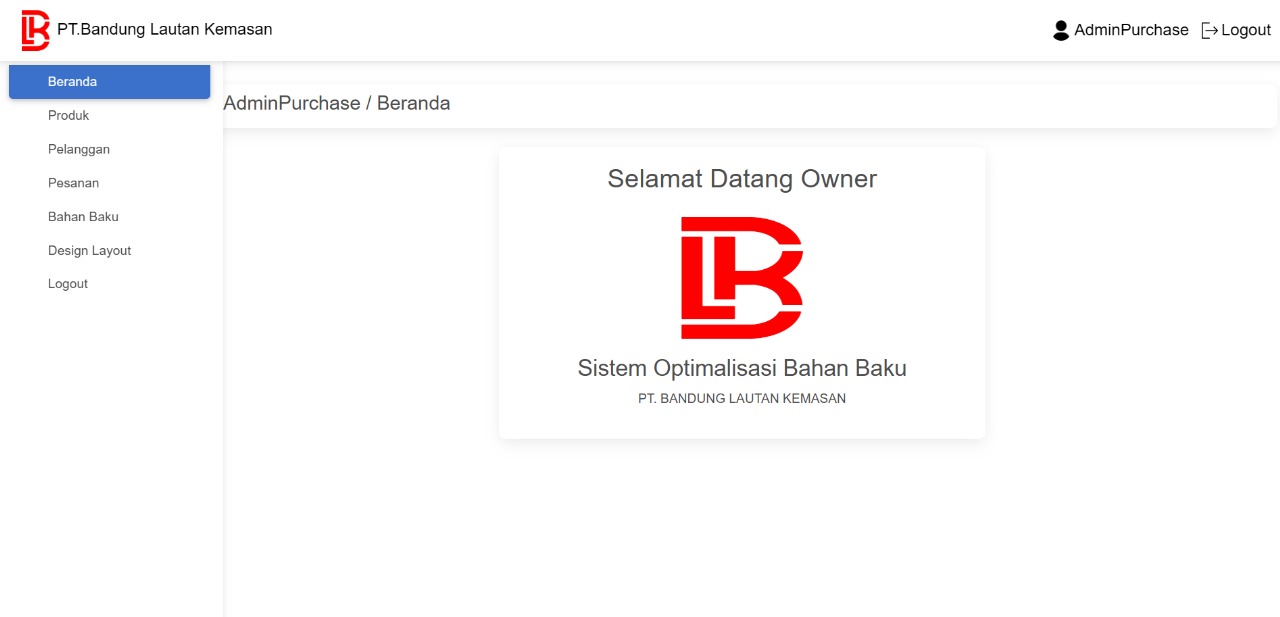 PT.Bandung Lautan Kemasan
AdminPurchase
Logout
Beranda
Produk
Pelanggan
Pesanan
Bahan Baku
Design Layout
Logout
AdminPurchase / Beranda
Selamat Datang Owner
Sistem Optimalisasi Bahan Baku
PT. BANDUNG LAUTAN KEMASAN